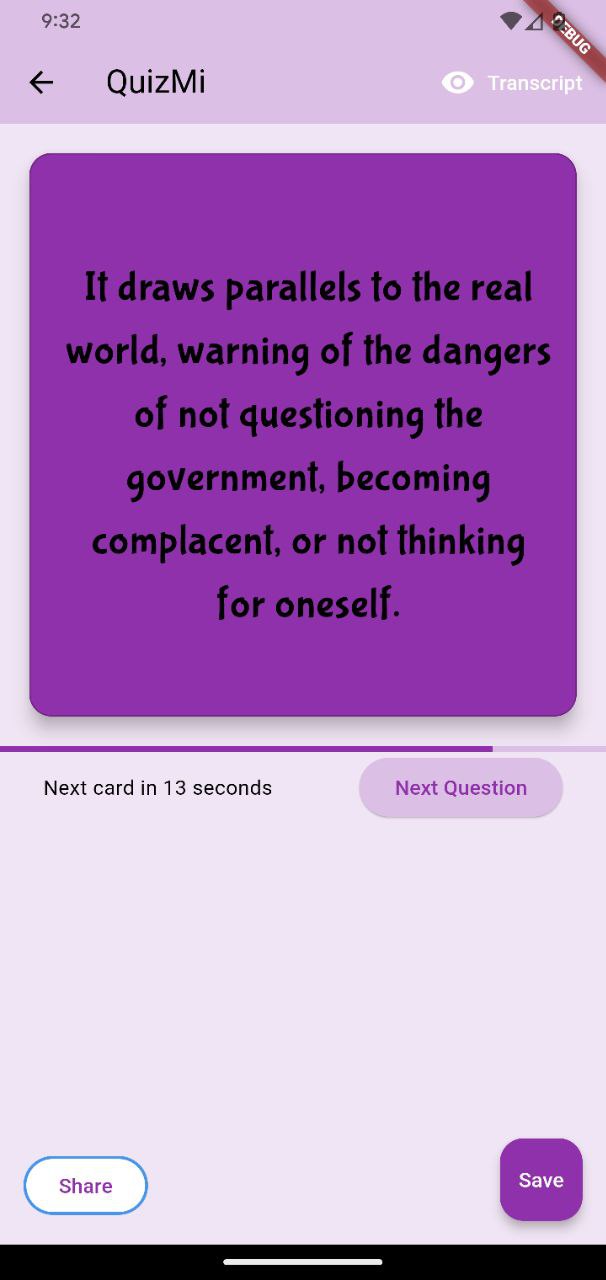 9:32
DEBUG
QuizMi
Transcript
It draws parallels to the real
world, warning of the dangers
of not questioning the
government, becoming
complacent, or not thinking
for oneself.
Next card in 13 seconds
Next Question
Share
Save